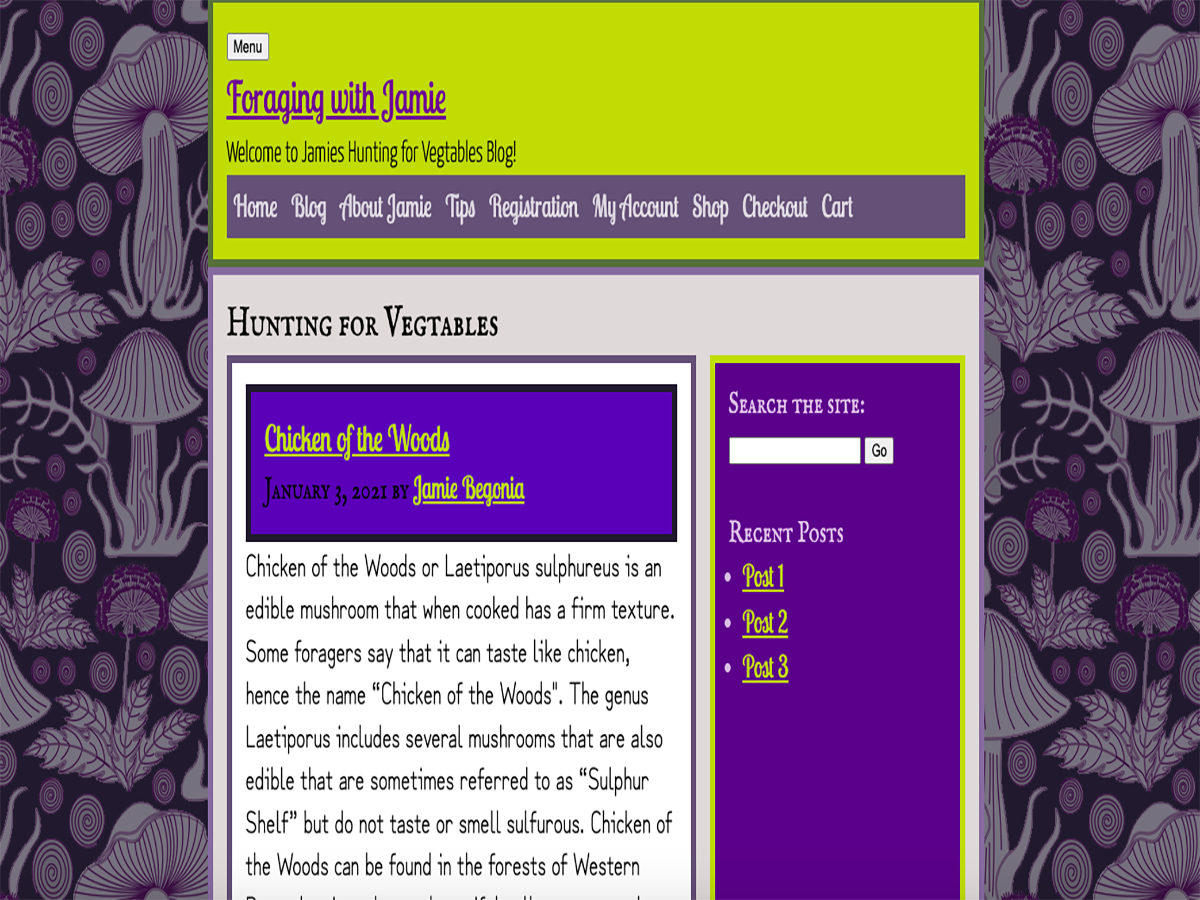 Menu
Foraging with Jamie
Welcome to Jamies Hunting for Vegtables Blog!
Home Blog About Jamie Tips Registration My Account Shop Checkout Cart
Hunting for Vegtables
Chicken of the Woods
January 3, 2021 by Jamie Begonia
Chicken of the Woods or Laetiporus sulphureus is an
edible mushroom that when cooked has a firm texture.
Some foragers say that it can taste like chicken,
hence the name “Chicken of the Woods". The genus
Laetiporus includes several mushrooms that are also
edible that are sometimes referred to as “Sulphur
Shelf” but do not taste or smell sulfurous. Chicken of
the Woods can be found in the forests of Western
Search the site:
Go
Recent Posts
Post 1
Post 2
Post 3